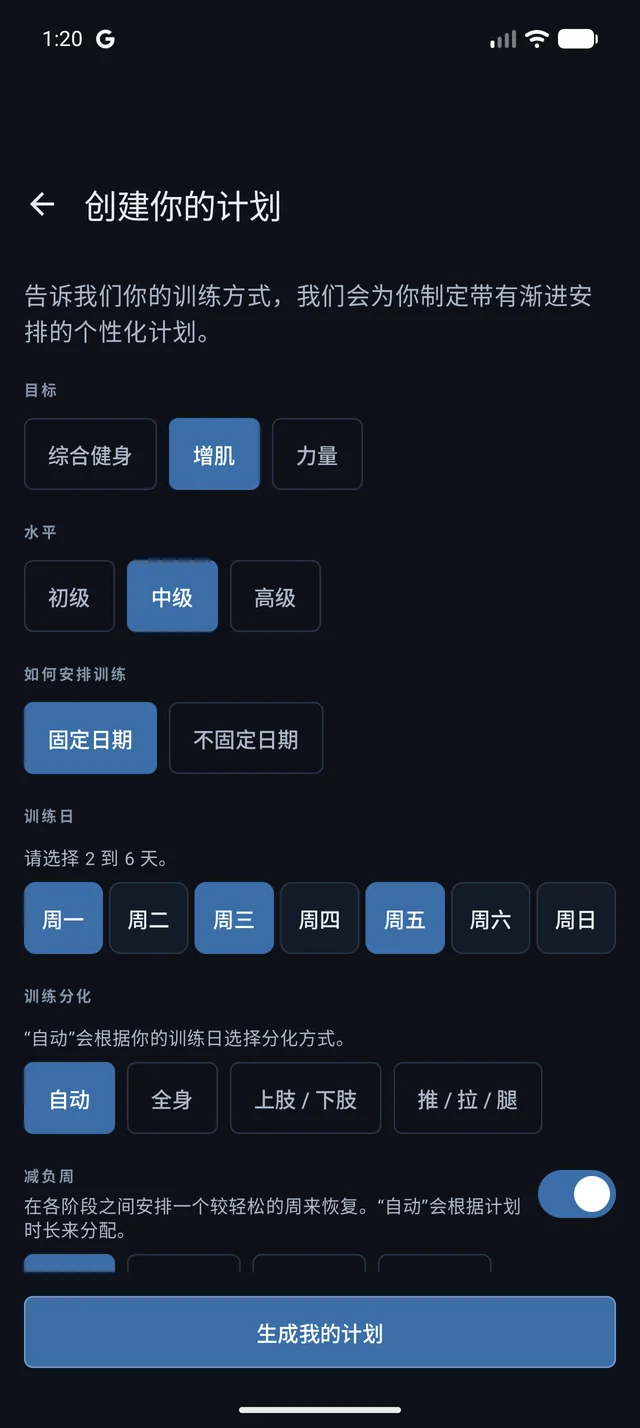 1:20 G
创建你的计划
告诉我们你的训练方式，我们会为你制定带有渐进安
排的个性化计划。
目标
综合健身 增肌 力量
水平
初级 中级 高级
如何安排训练
固定日期 不固定日期
训练日
请选择 2 到 6 天。
周一 周二 周三 周四 周五 周六 周日
训练分化
“自动”会根据你的训练日选择分化方式。
自动 全身 上肢 / 下肢 推 / 拉 / 腿
减负周
在各阶段之间安排一个较轻松的周来恢复。“自动”会根据计划
时长来分配。
生成我的计划